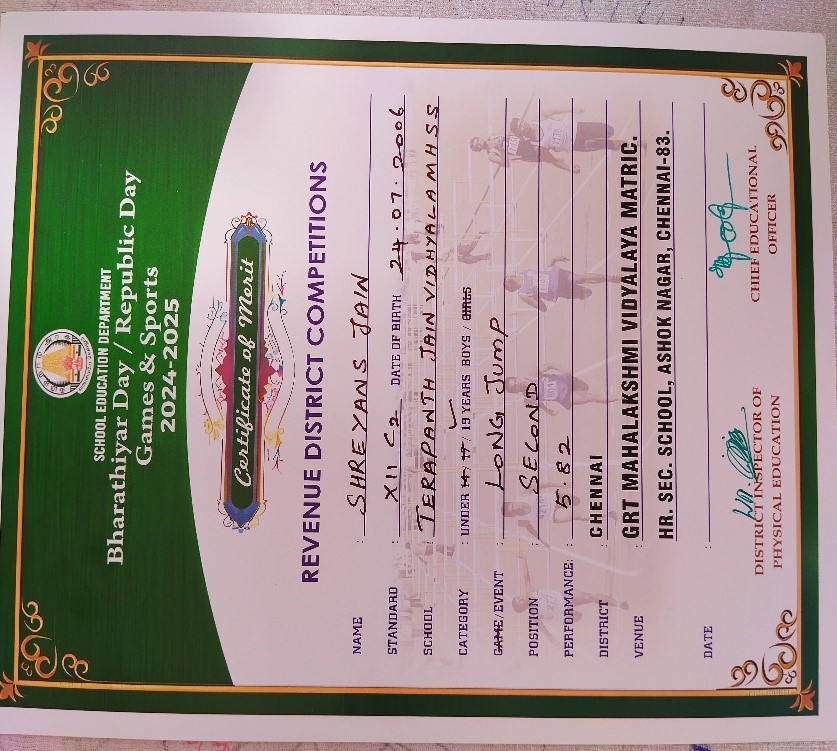 SCHOOL EDUCATION DEPARTMENT
Bharathiyar Day / Republic Day
Games & Sports
2024-2025
Certificate of Merit
REVENUE DISTRICT COMPETITIONS
NAME : SHREYANS JAIN
STANDARD : XII C2 DATE OF BIRTH 24.07.2006
SCHOOL : TERAPANTH JAIN VIDHYALAMHSS
CATEGORY : UNDER 14 / 17 / 19 YEARS BOYS / GIRLS
GAME/EVENT : LONG JUMP
POSITION : SECOND
PERFORMANCE: 5.82
DISTRICT : CHENNAI
VENUE : GRT MAHALAKSHMI VIDYALAYA MATRIC.
HR. SEC. SCHOOL, ASHOK NAGAR, CHENNAI-83.
DATE :
DISTRICT INSPECTOR OF
PHYSICAL EDUCATION
CHIEF EDUCATIONAL
OFFICER